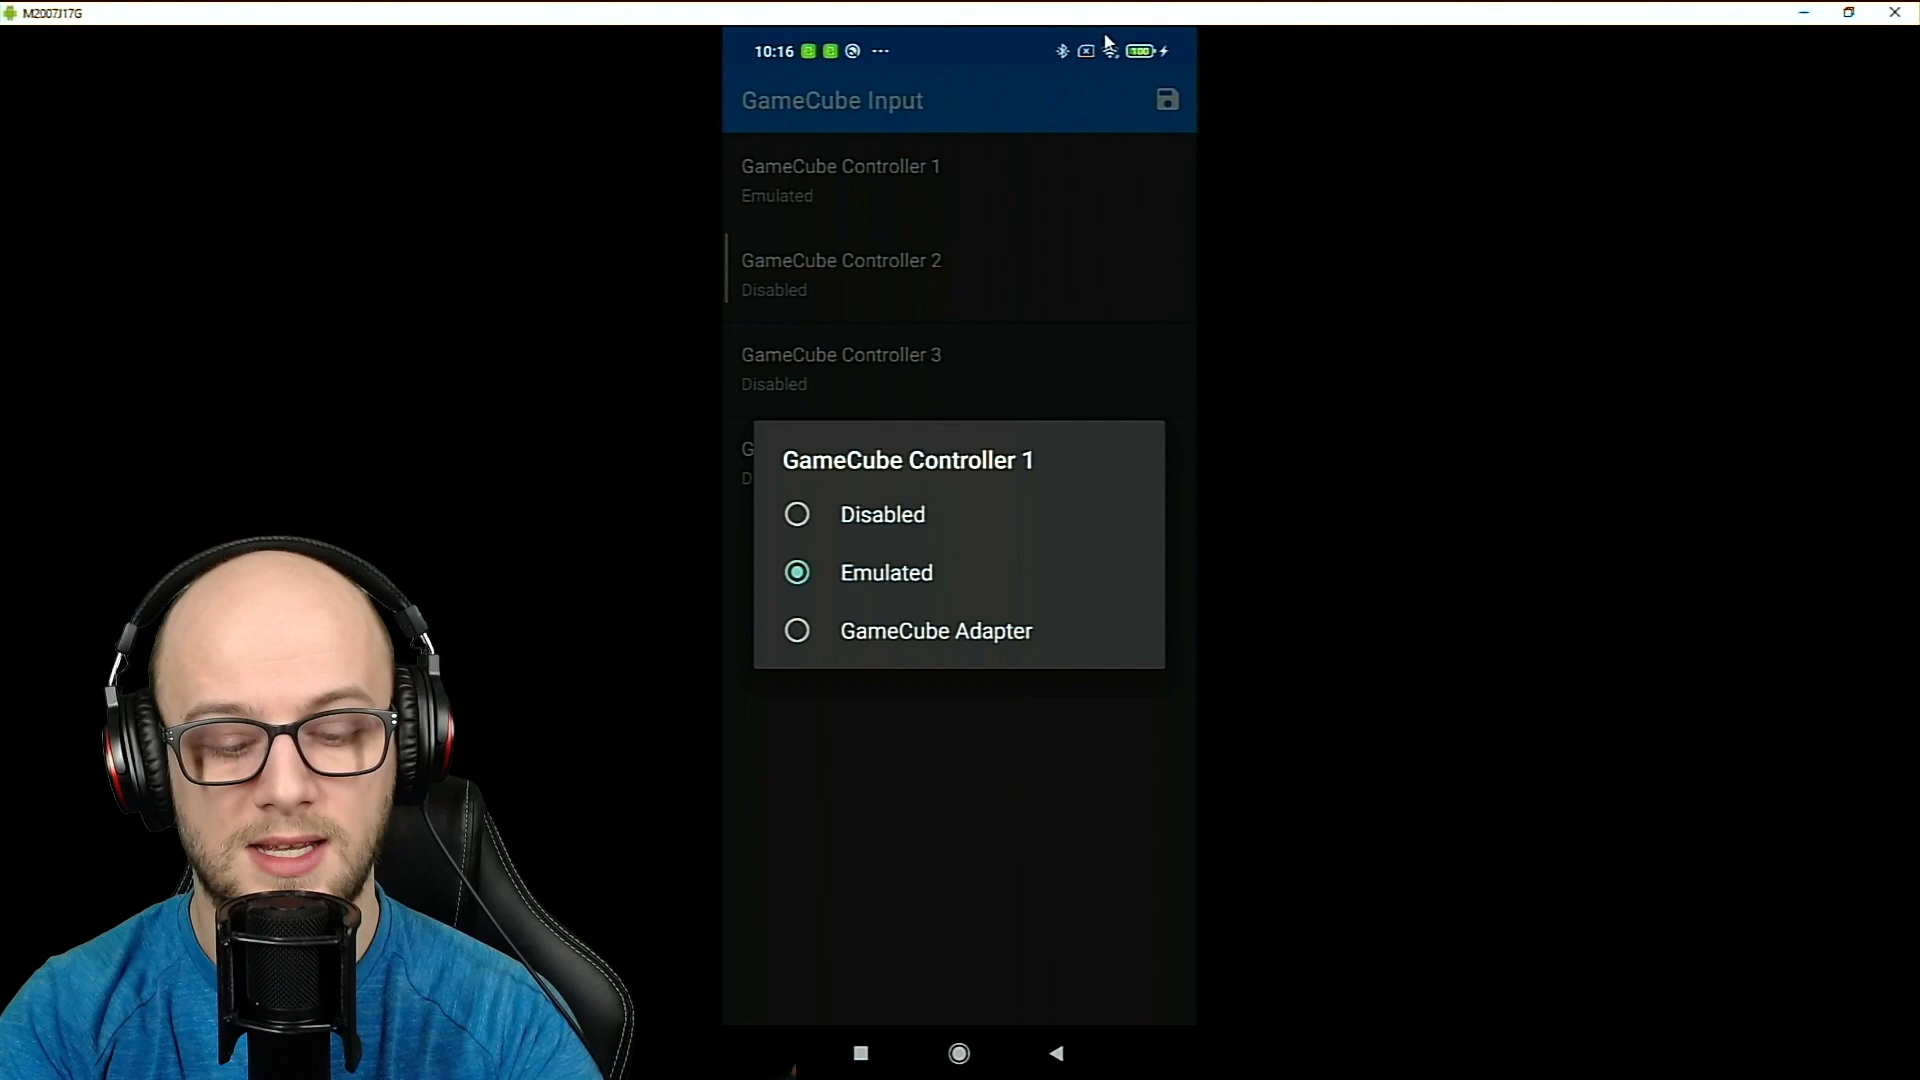 M2007J17G
10:16
100
GameCube Input
GameCube Controller 1
Emulated
GameCube Controller 2
Disabled
GameCube Controller 3
Disabled
G
D
GameCube Controller 1
Disabled
Emulated
GameCube Adapter